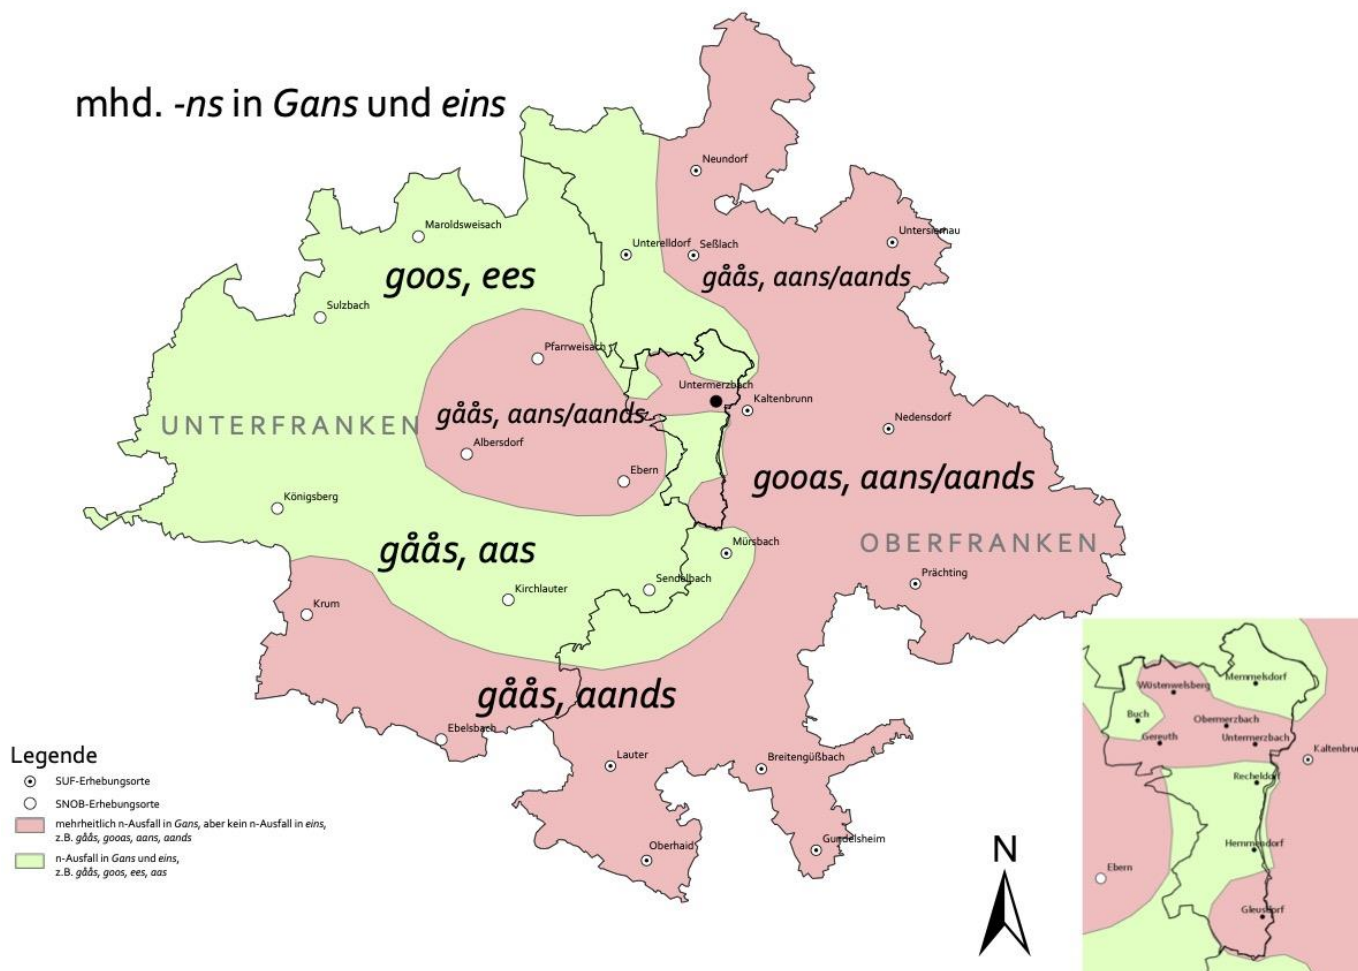 mhd. -ns in Gans und eins
Neundorf
Maroldsweisach
Untersiemau
Unterelldorf
Seßlach
goos, ees
gåås, aans/aands
Sulzbach
Pfarrweisach
Untermerzbach
Kaltenbrunn
UNTERFRANKEN
gåås, aans/aands
Nedensdorf
Albersdorf
Ebern
gooas, aans/aands
Königsberg
gåås, aas
Mürsbach
OBERFRANKEN
Prächting
Sendelbach
Kirchlauter
Krum
gåås, aands
Ebelsbach
Lauter
Breitengüßbach
Oberhaid
Gundelsheim
Legende
SUF-Erhebungsorte
SNOB-Erhebungsorte
mehrheitlich n-Ausfall in Gans, aber kein n-Ausfall in eins,
z.B. gåås, gooas, aans, aands
n-Ausfall in Gans und eins,
z.B. gåås, goos, ees, aas
N
Memmelsdorf
Wüstenwelsberg
Buch
Obermerzbach
Gereuth
Untermerzbach
Kaltenbru
Recheldorf
Hemmendorf
Ebern
Gleusdorf